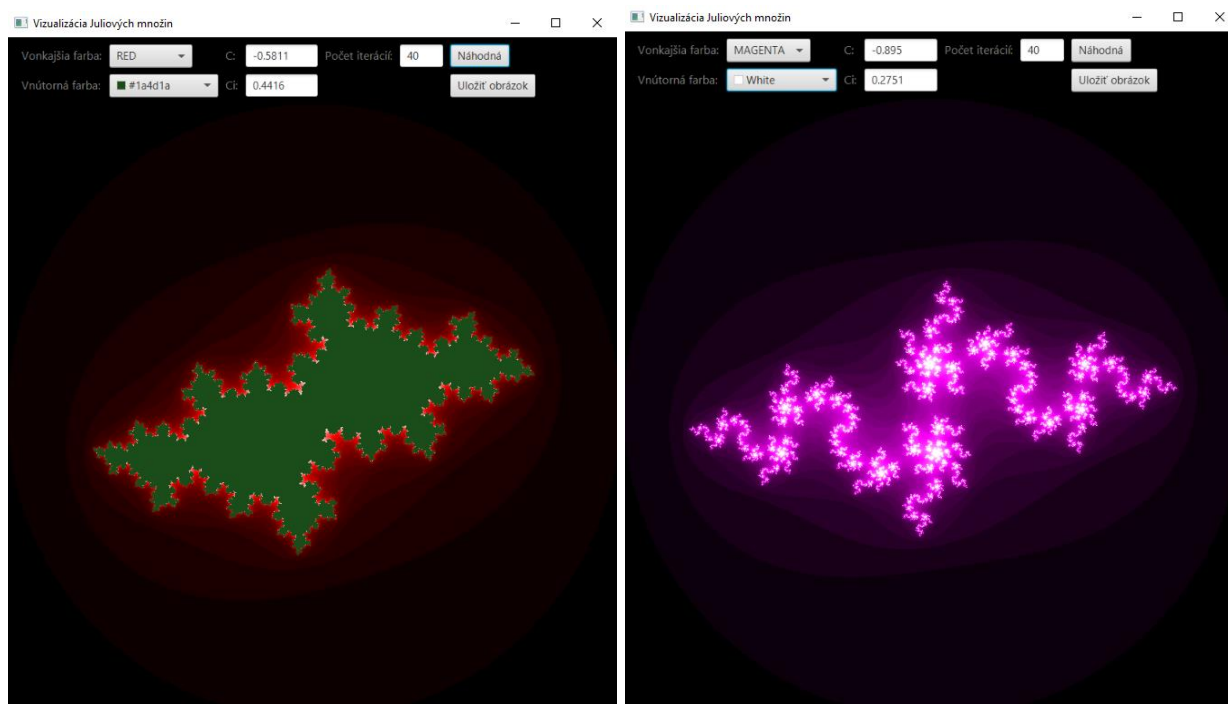 Vizualizácia Juliových množin
Vonkajšia farba: RED C: -0.5811 Počet iterácií: 40 Náhodná
Vnútorná farba: #1a4d1a Ci: 0.4416 Uložiť obrázok
Vizualizácia Juliových množin
Vonkajšia farba: MAGENTA C: -0.895 Počet iterácií: 40 Náhodná
Vnútorná farba: White Ci: 0.2751 Uložiť obrázok